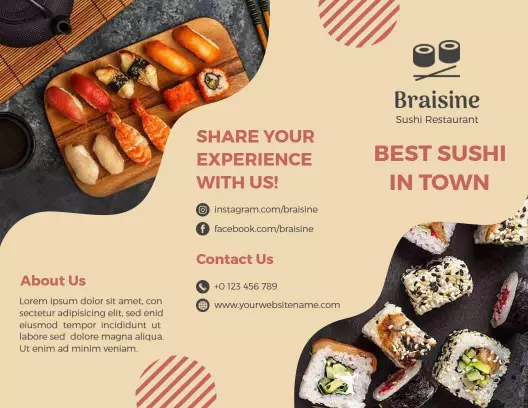 About Us
Lorem ipsum dolor sit amet, con
sectetur adipiscing elit, sed do
eiusmod tempor incididunt ut
labore sed dolore magna aliqua.
Ut enim ad minim veniam.
SHARE YOUR
EXPERIENCE
WITH US!
instagram.com/braisine
facebook.com/braisine
Contact Us
+0 123 456 789
www.yourwebsitename.com
Braisine
Sushi Restaurant
BEST SUSHI
IN TOWN